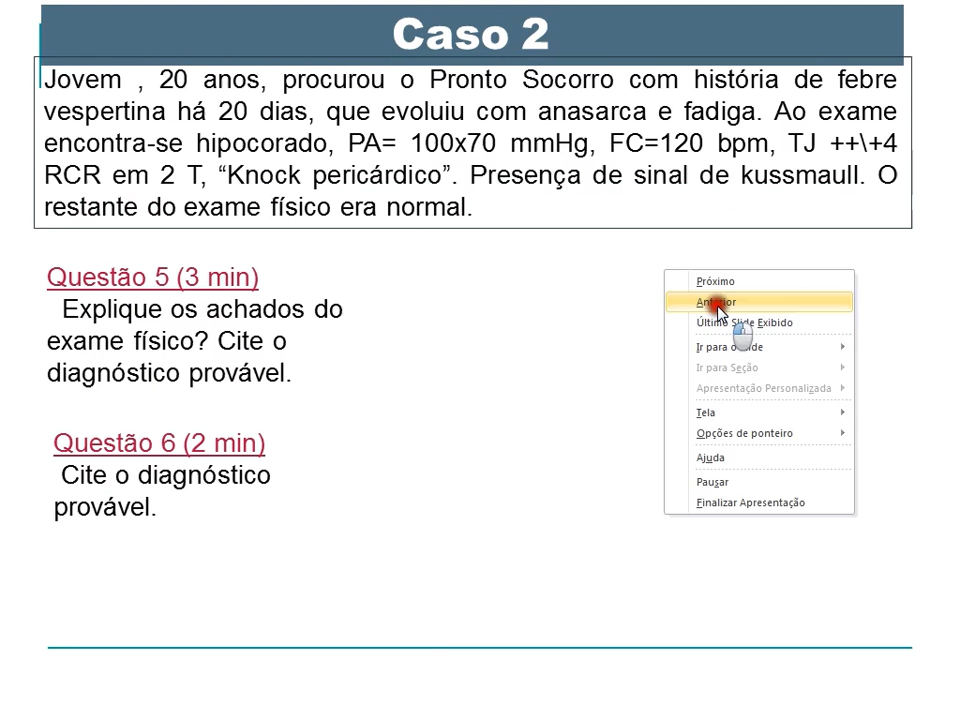 Caso 2
Jovem , 20 anos, procurou o Pronto Socorro com história de febre
vespertina há 20 dias, que evoluiu com anasarca e fadiga. Ao exame
encontra-se hipocorado, PA= 100x70 mmHg, FC=120 bpm, TJ ++\+4
RCR em 2 T, “Knock pericárdico”. Presença de sinal de kussmaull. O
restante do exame físico era normal.
Questão 5 (3 min)
Explique os achados do
exame físico? Cite o
diagnóstico provável.
Questão 6 (2 min)
Cite o diagnóstico
provável.
Próximo
Anterior
Último Slide Exibido
Ir para o Slide
Ir para Seção
Apresentação Personalizada
Tela
Opções de ponteiro
Ajuda
Pausar
Finalizar Apresentação